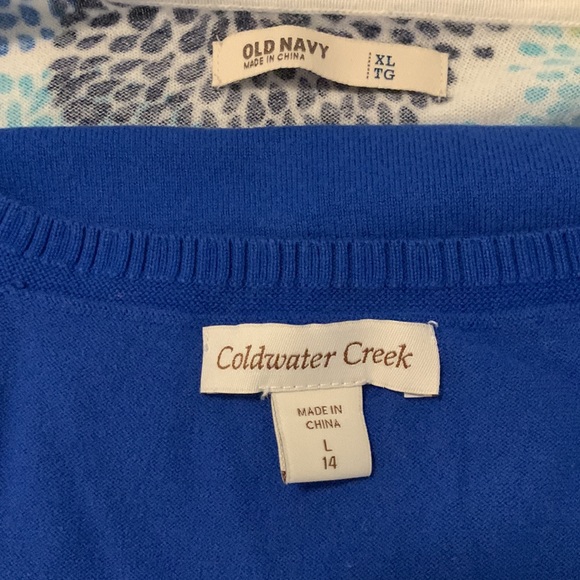 OLD NAVY
MADE IN CHINA
XL
TG
Coldwater Creek
MADE IN
CHINA
L
14